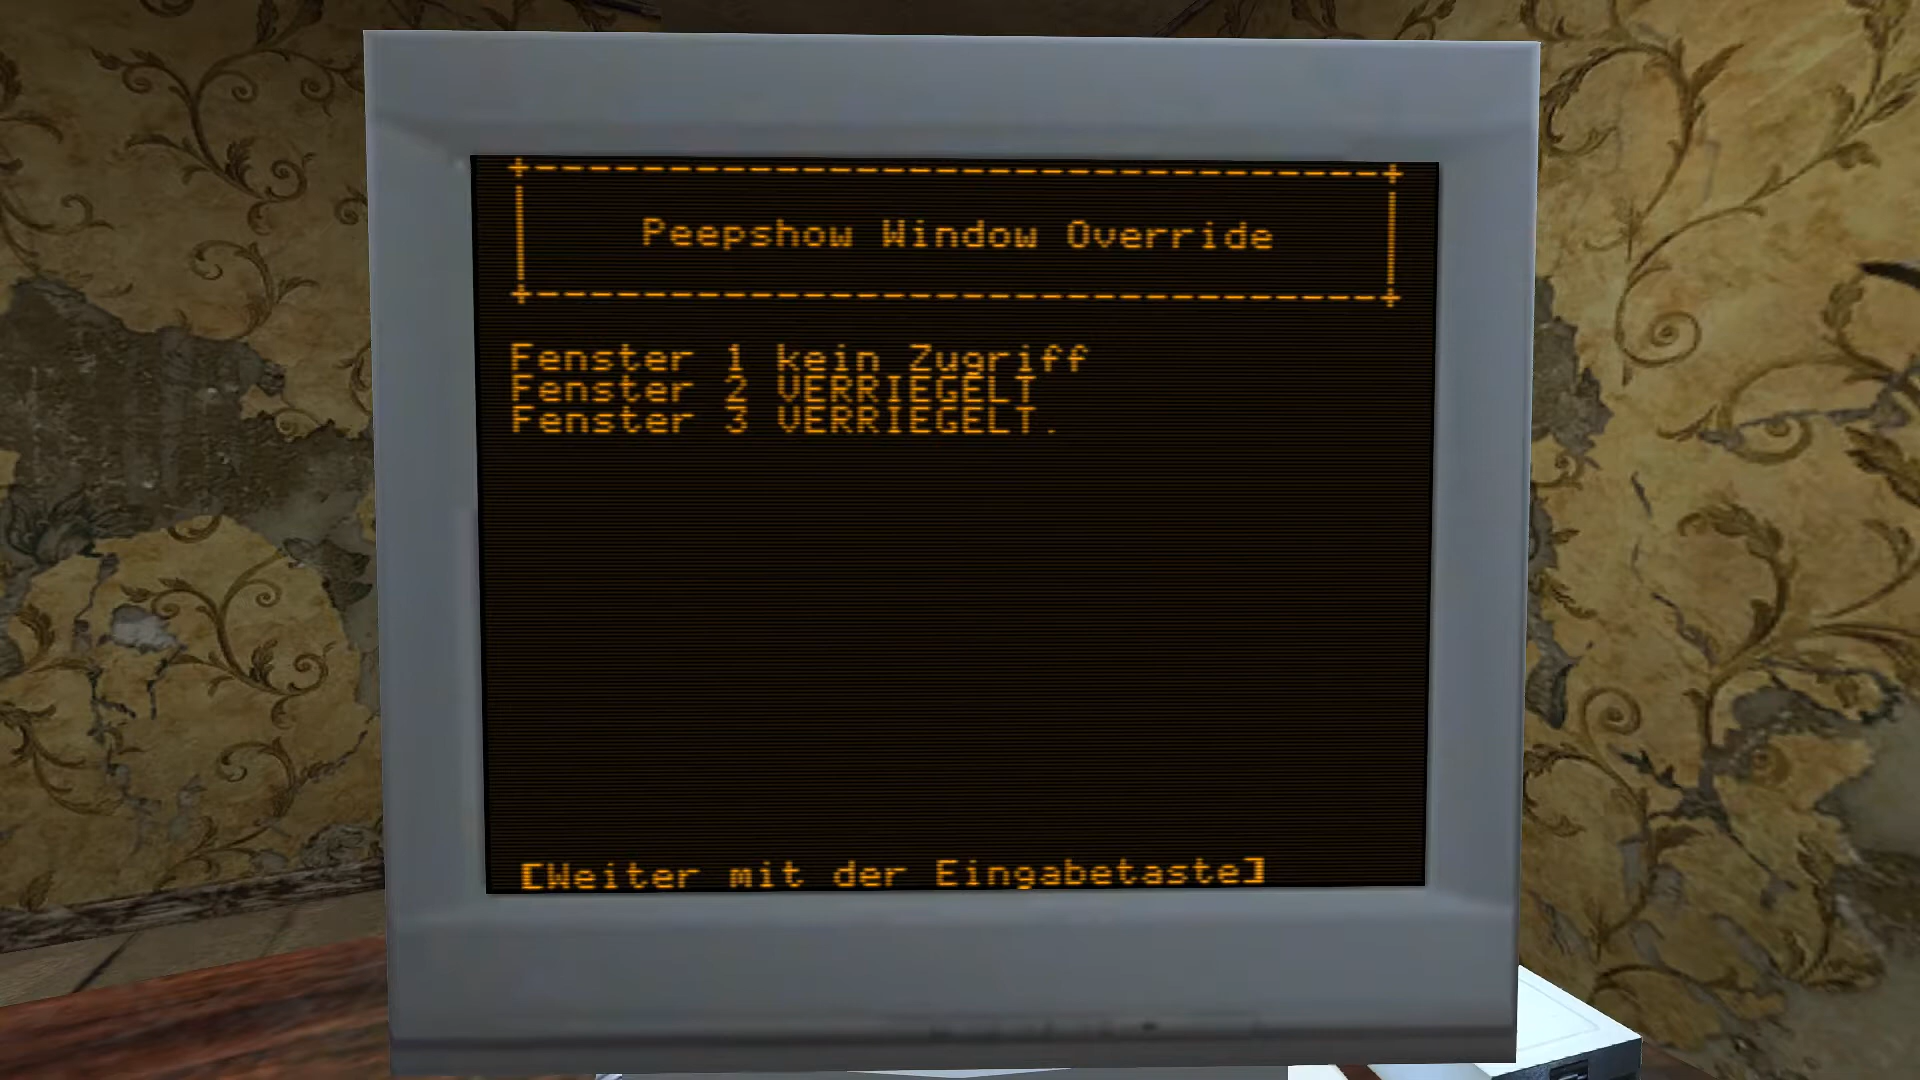 Peepshow Window Override
Fenster 1 kein Zugriff
Fenster 2 VERRIEGELT
Fenster 3 VERRIEGELT.
[Weiter mit der Eingabetaste]